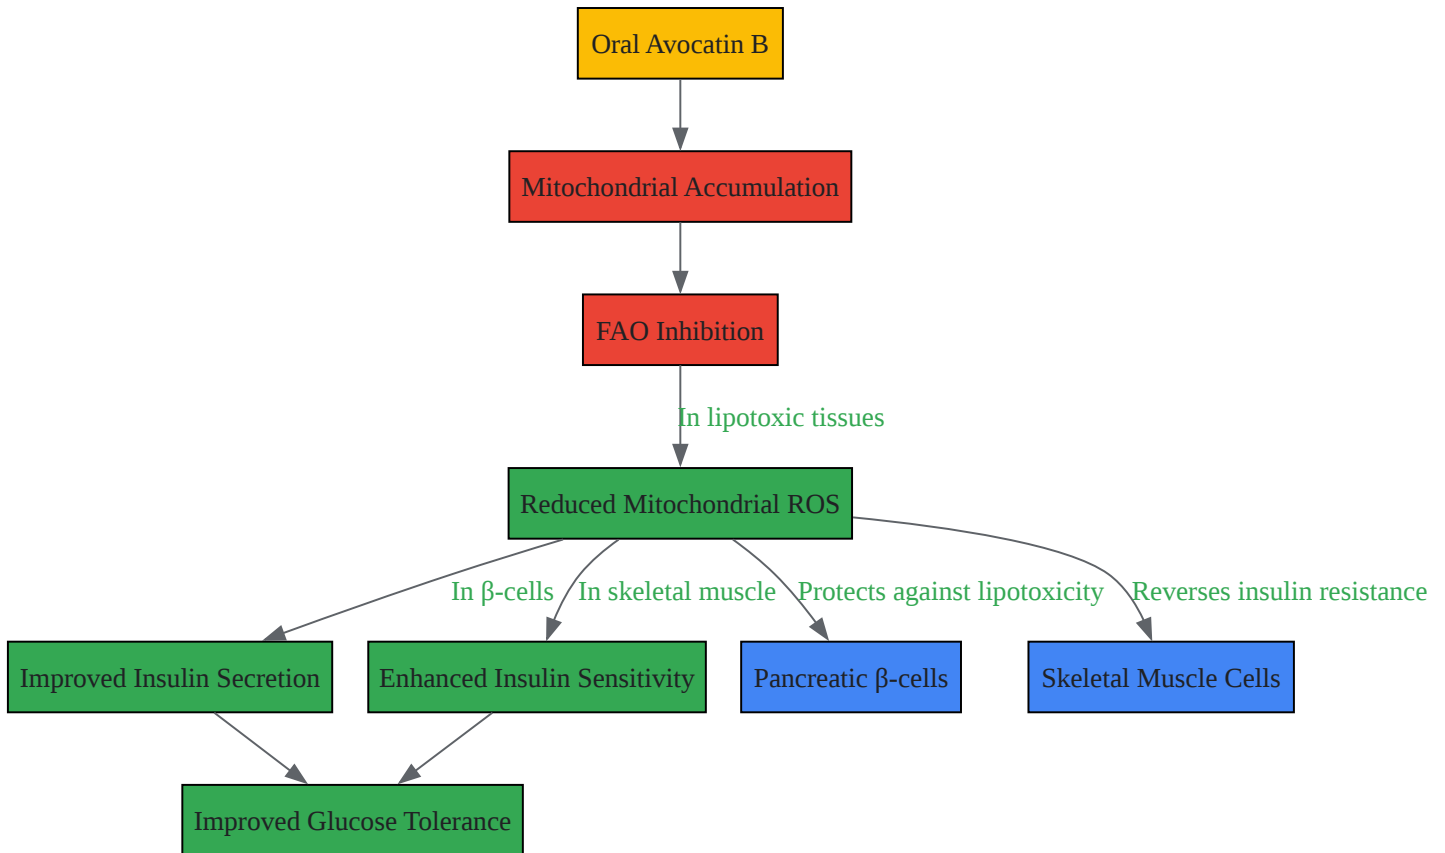 Oral Avocatin B
Mitochondrial Accumulation
FAO Inhibition
In lipotoxic tissues
Reduced Mitochondrial ROS
In β-cells
In skeletal muscle
Protects against lipotoxicity
Reverses insulin resistance
Improved Insulin Secretion
Enhanced Insulin Sensitivity
Pancreatic β-cells
Skeletal Muscle Cells
Improved Glucose Tolerance